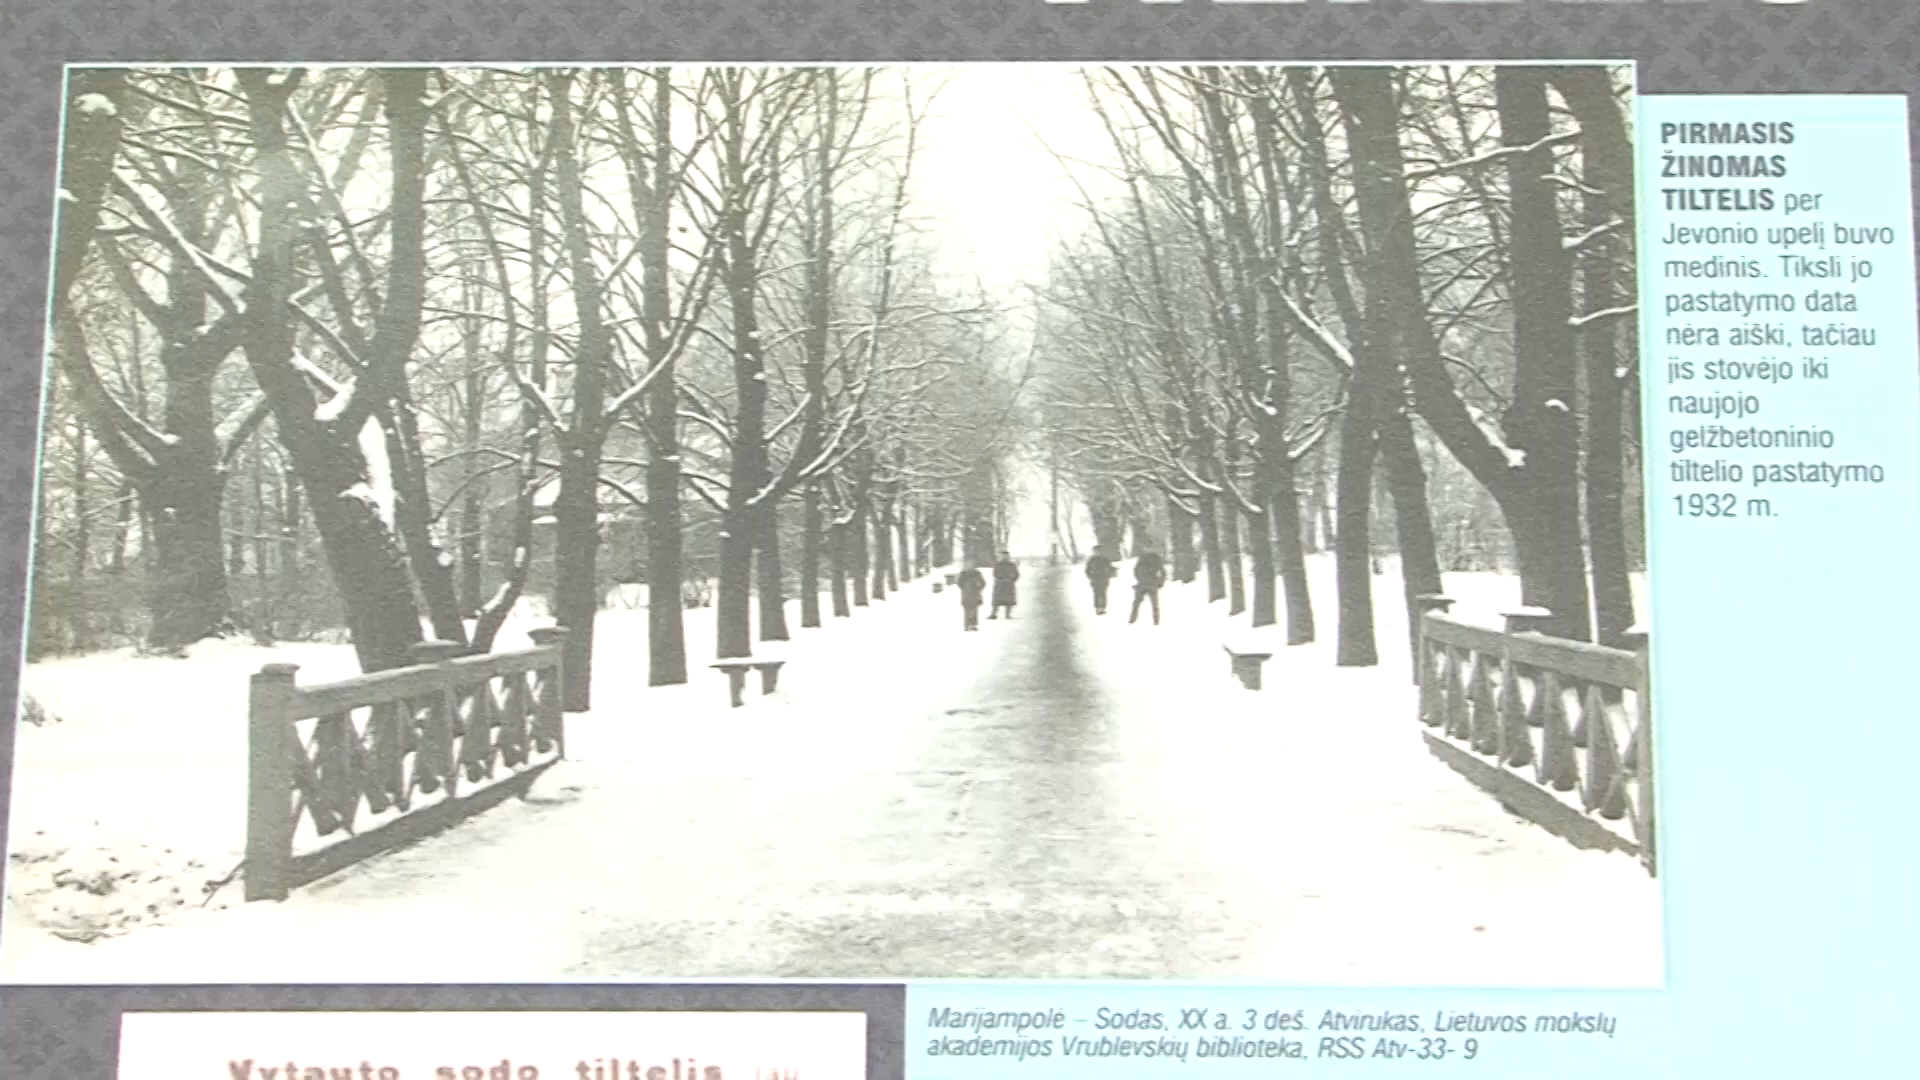 PIRMASIS
ŽINOMAS
TILTELIS per
Jevonio upelį buvo
medinis. Tiksli jo
pastatymo data
nėra aiški, tačiau
jis stovėjo iki
naujojo
gelžbetoninio
tiltelio pastatymo
1932 m.
Marijampolė – Sodas, XX a. 3 deš. Atvirukas, Lietuvos mokslų
akademijos Vrublevskių biblioteka, RSS Atv-33- 9
Vytauto sodo tiltelis jau